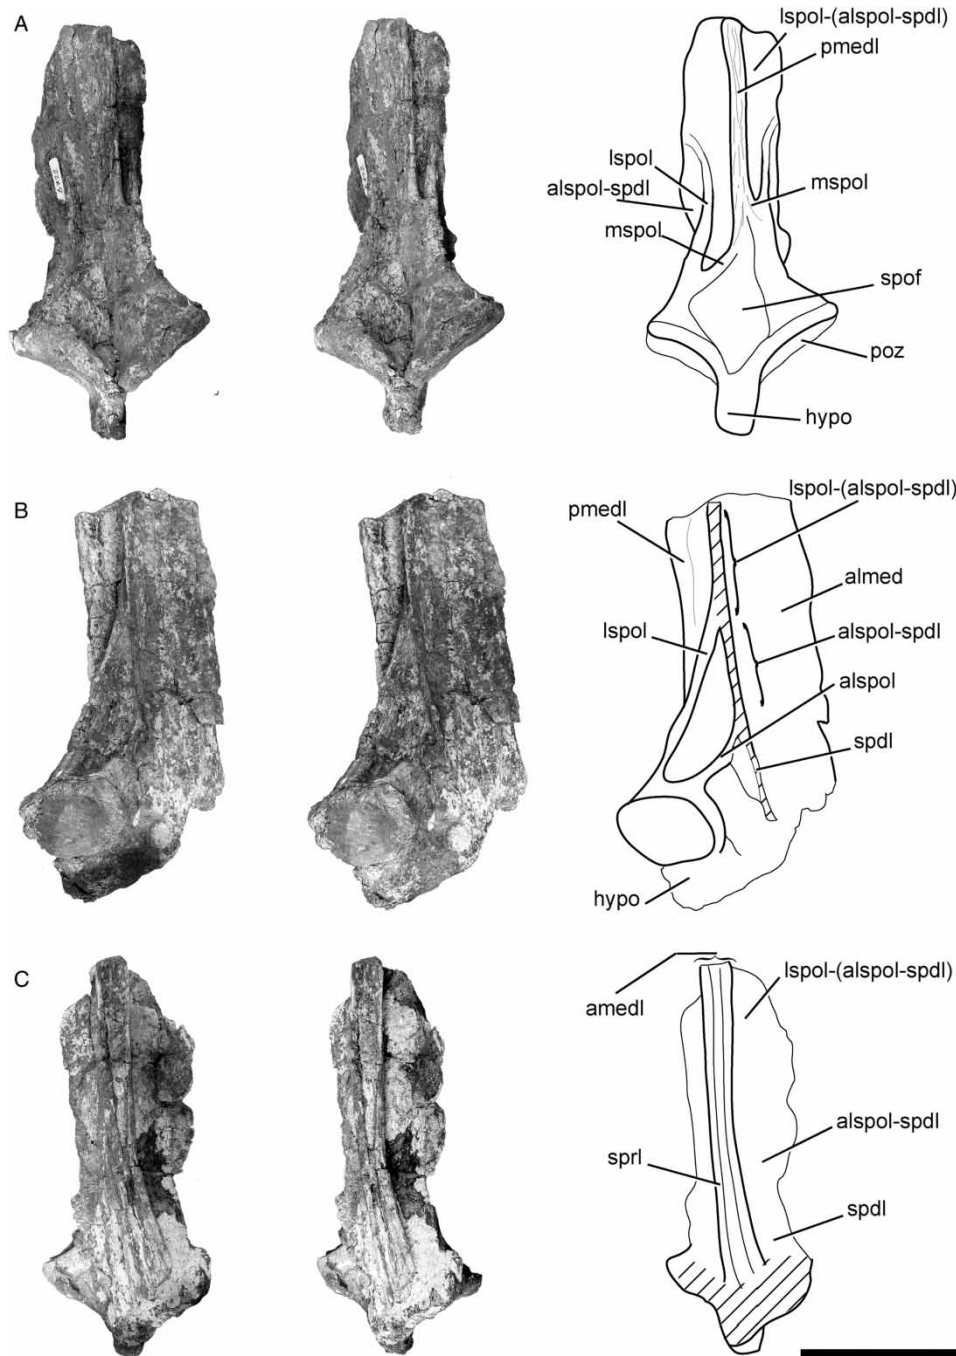 A
lspol-(alspol-spdl)
pmedl
lspol
alspol-spdl
mspol
mspol
spof
poz
hypo
B
lspol-(alspol-spdl)
pmedl
almed
lspol
alspol-spdl
alspol
spdl
hypo
C
lspol-(alspol-spdl)
amedl
alspol-spdl
sprl
spdl